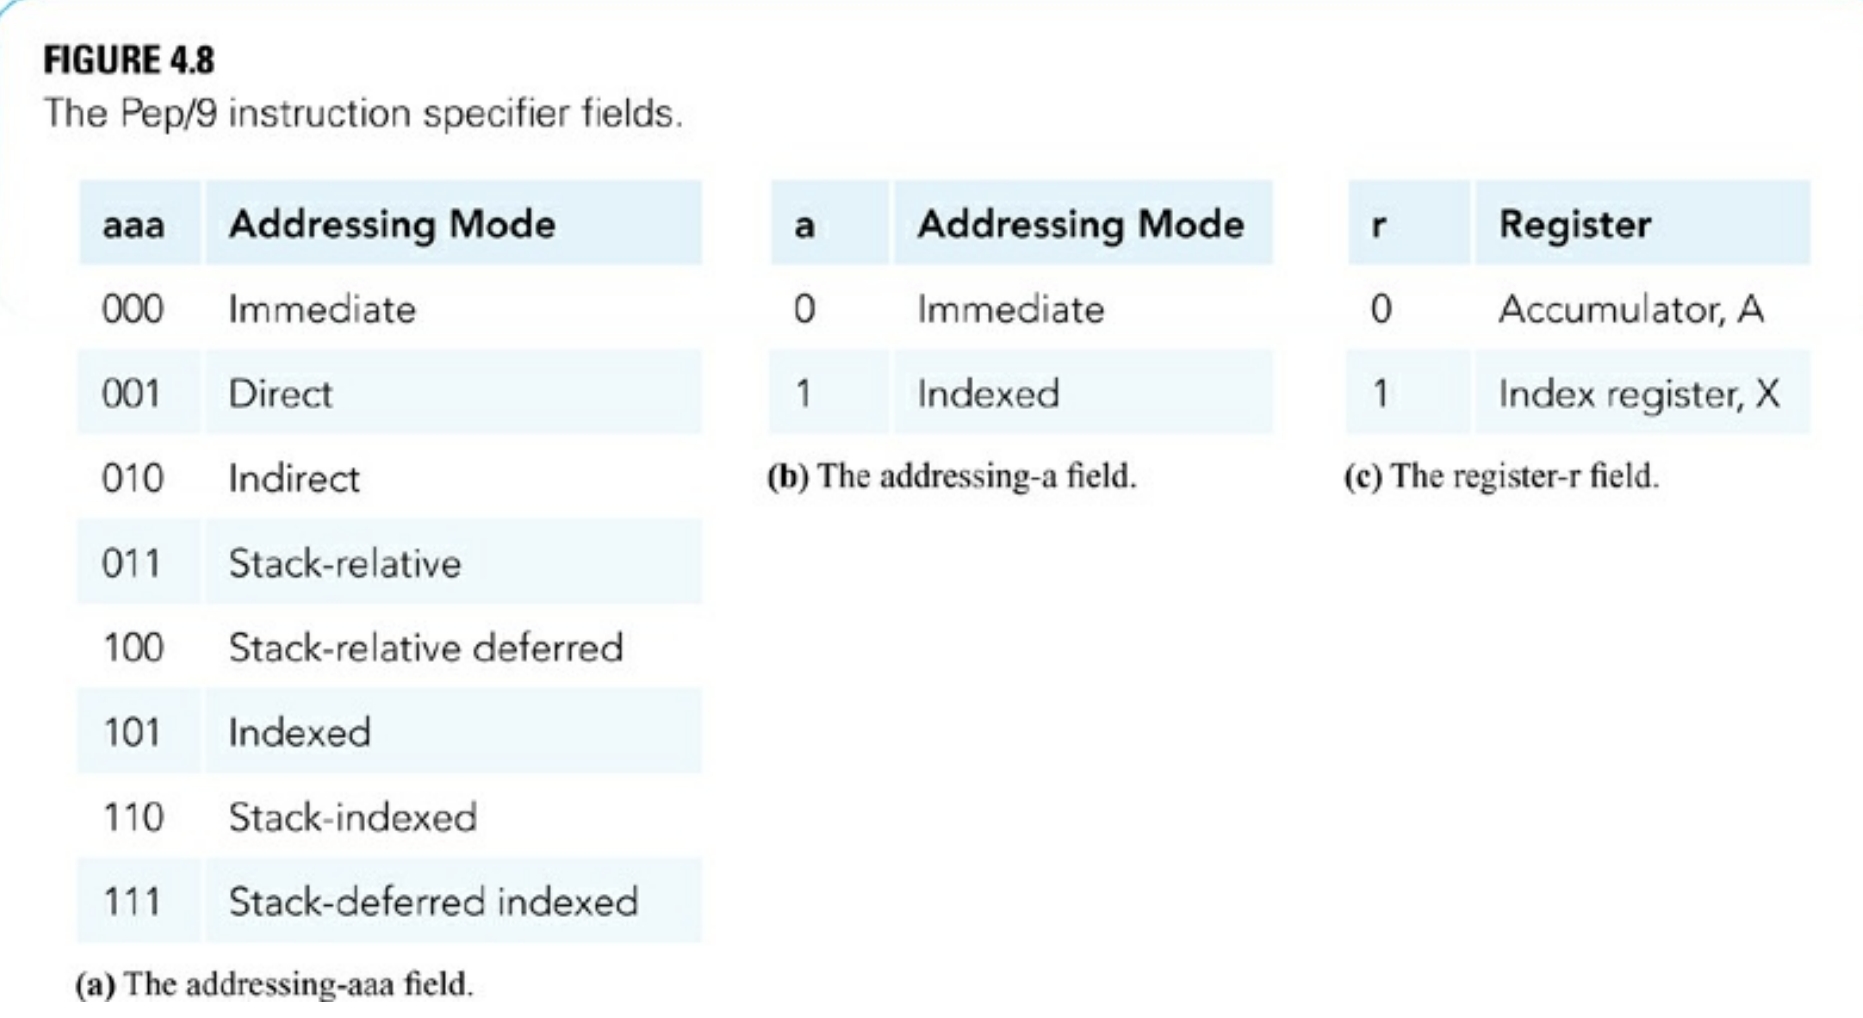 FIGURE 4.8
The Pep/9 instruction specifier fields.
aaa Addressing Mode
000 Immediate
001 Direct
010 Indirect
011 Stack-relative
100 Stack-relative deferred
101 Indexed
110 Stack-indexed
111 Stack-deferred indexed
(a) The addressing-aaa field.
a Addressing Mode
0 Immediate
1 Indexed
(b) The addressing-a field.
r Register
0 Accumulator, A
1 Index register, X
(c) The register-r field.